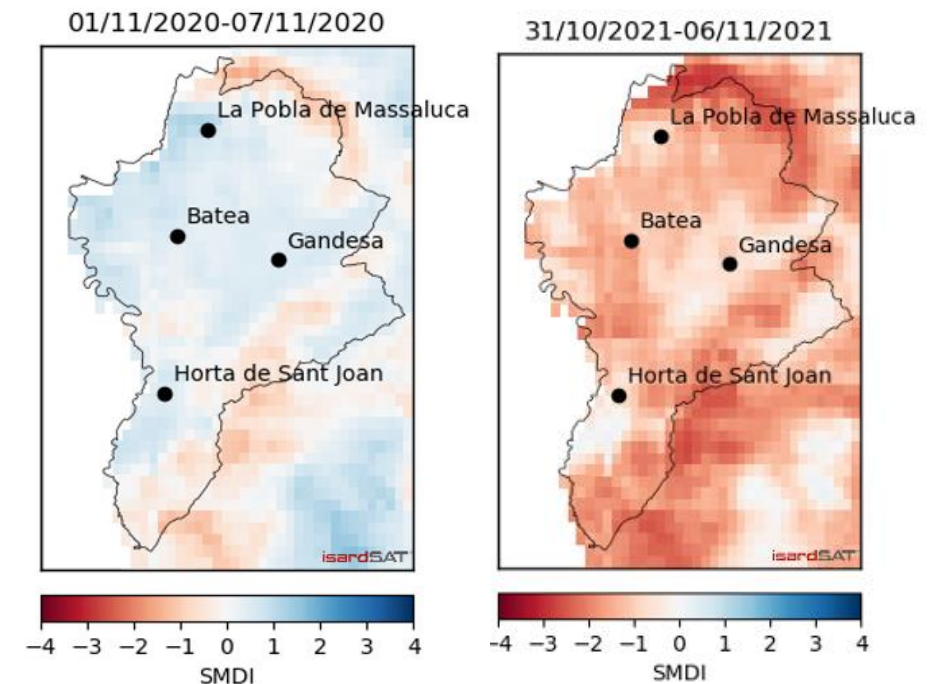 01/11/2020-07/11/2020
La Pobla de Massaluca
Batea
Gandesa
Horta de Sant Joan
isardSAT
−4 −3 −2 −1 0 1 2 3 4
SMDI
31/10/2021-06/11/2021
La Pobla de Massaluca
Batea
Gandesa
Horta de Sant Joan
isardSAT
−4 −3 −2 −1 0 1 2 3 4
SMDI